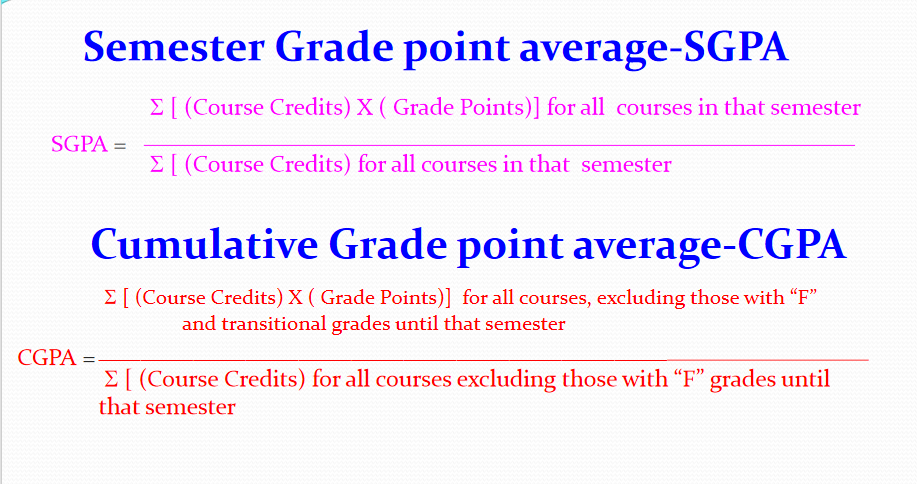 Semester Grade point average-SGPA
Σ [ (Course Credits) X ( Grade Points)] for all courses in that semester
SGPA =
Σ [ (Course Credits) for all courses in that semester
Cumulative Grade point average-CGPA
Σ [ (Course Credits) X ( Grade Points)] for all courses, excluding those with “F”
and transitional grades until that semester
CGPA =
Σ [ (Course Credits) for all courses excluding those with “F” grades until
that semester